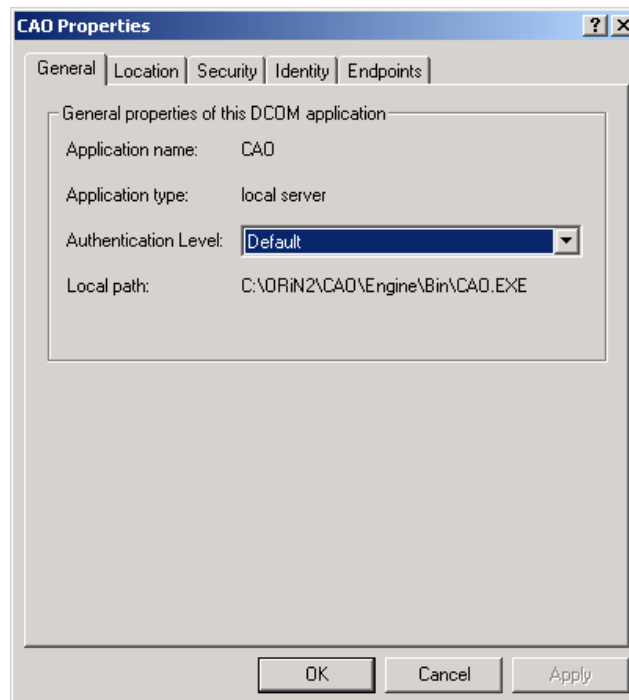 CAO Properties
General Location Security Identity Endpoints
General properties of this DCOM application
Application name: CAO
Application type: local server
Authentication Level: Default
Local path: C:\ORiN2\CAO\Engine\Bin\CAO.EXE
OK Cancel Apply